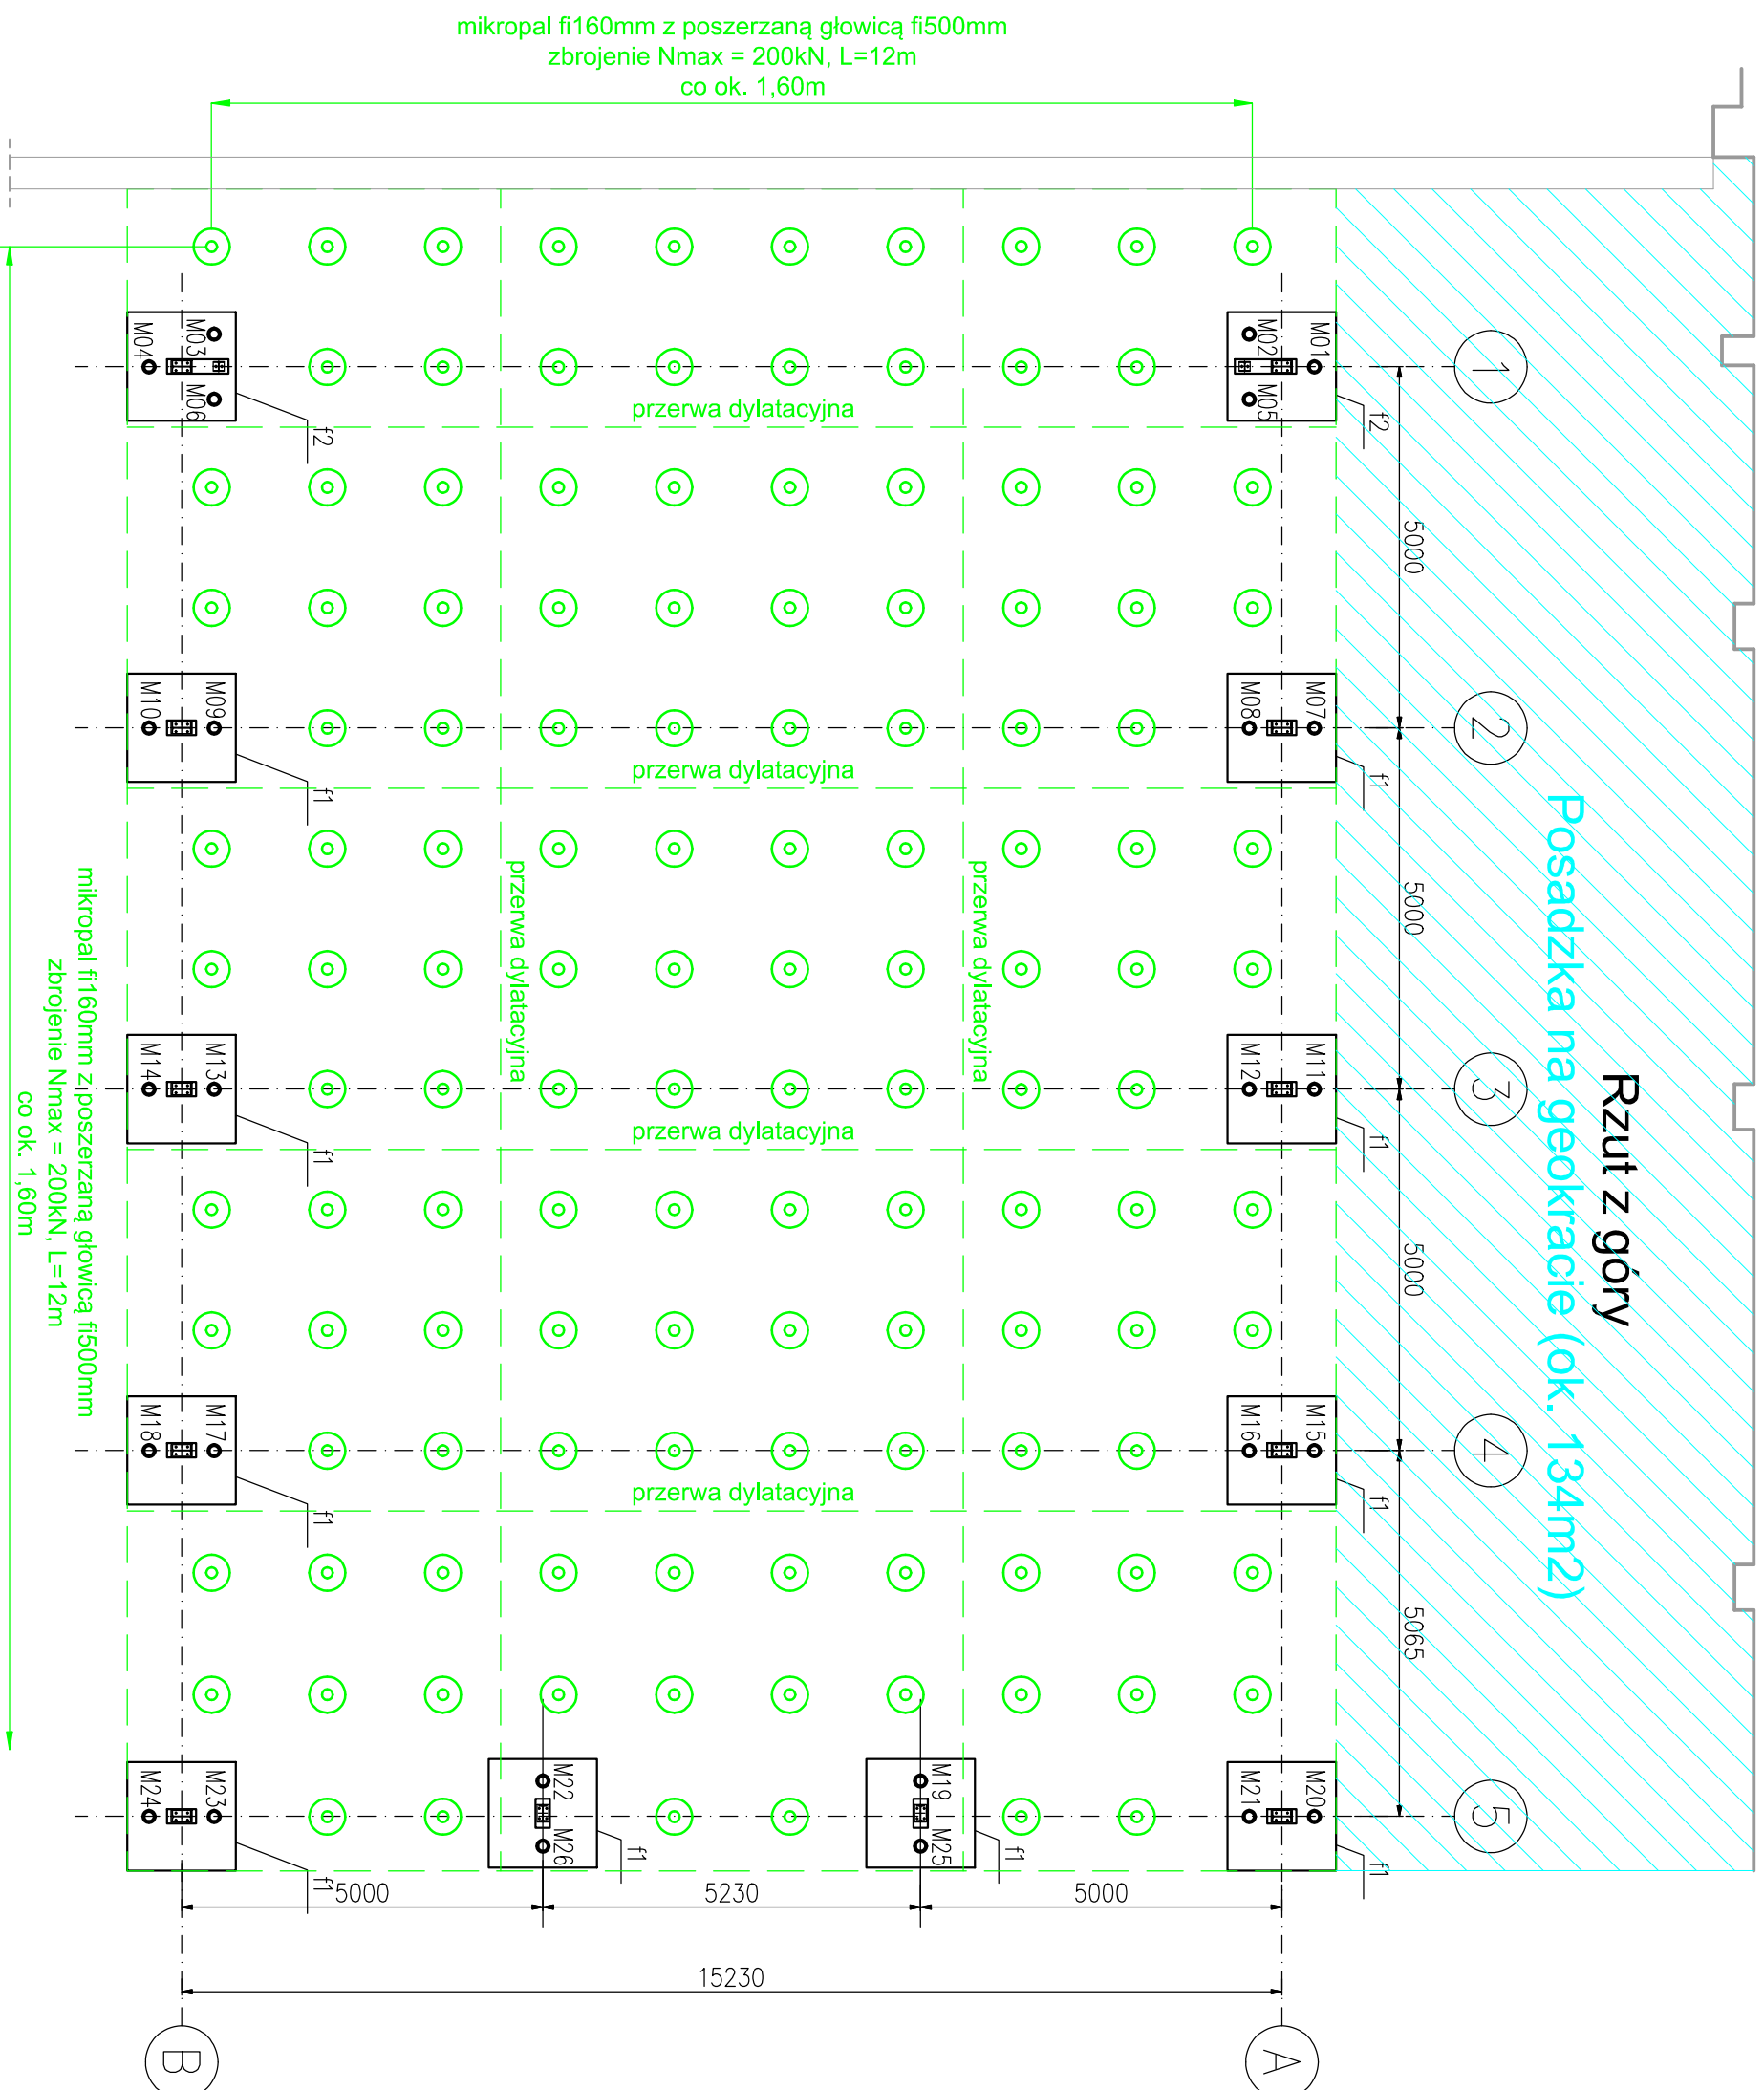 mikropal fi160mm z poszerzaną głowicą fi500mm
zbrojenie Nmax = 200kN, L=12m
co ok. 1,60m
Rzut z góry
Posadzka na geokracie (ok. 134m2)
1
2
3
4
5
5000
5000
5000
5065
M01
M02
M05
f2
M03
M04
M06
f2
przerwa dylatacyjna
M07
M08
f1
M09
M10
f1
przerwa dylatacyjna
przerwa dylatacyjna
przerwa dylatacyjna
M11
M12
f1
M13
M14
f1
przerwa dylatacyjna
M15
M16
f1
M17
M18
f1
przerwa dylatacyjna
M20
M21
f1
M19
M25
f1
M22
M26
f1
M23
M24
f1
mikropal fi160mm z poszerzaną głowicą fi500mm
zbrojenie Nmax = 200kN, L=12m
co ok. 1,60m
5000
5230
5000
15230
B
A